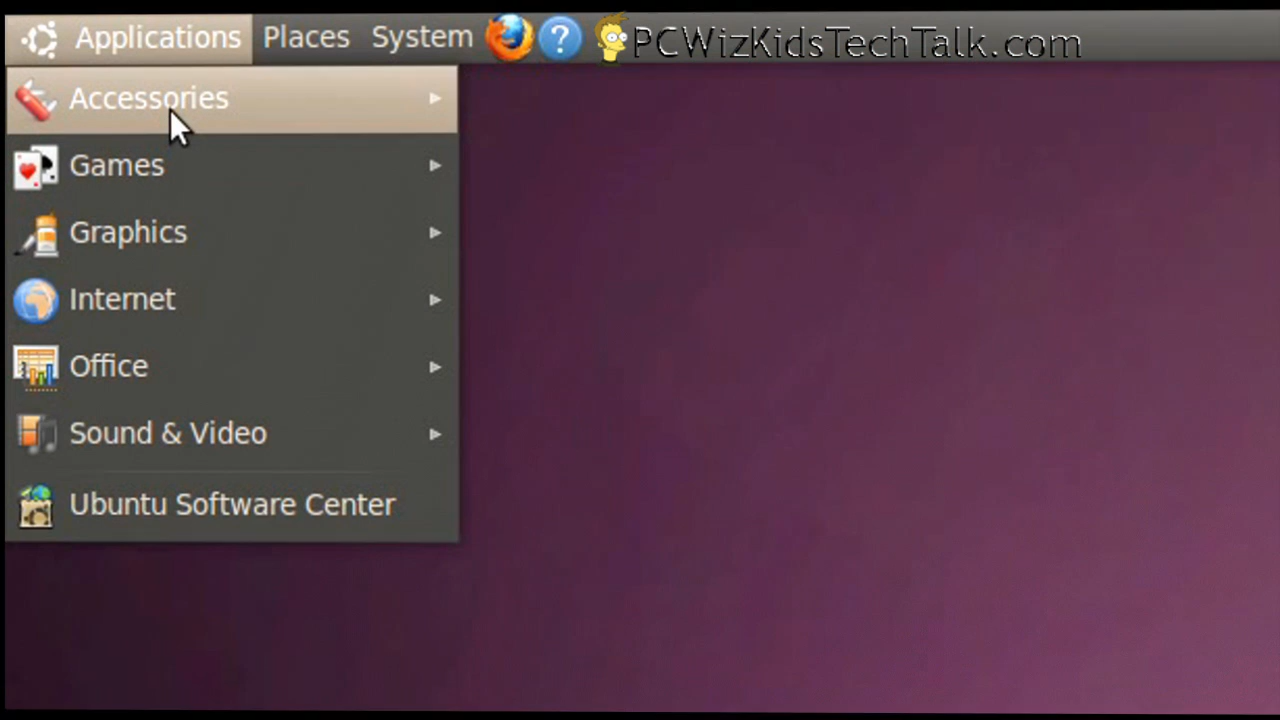 Applications Places System ? PCWizKidsTechTalk.com
Accessories
Games
Graphics
Internet
Office
Sound & Video
Ubuntu Software Center